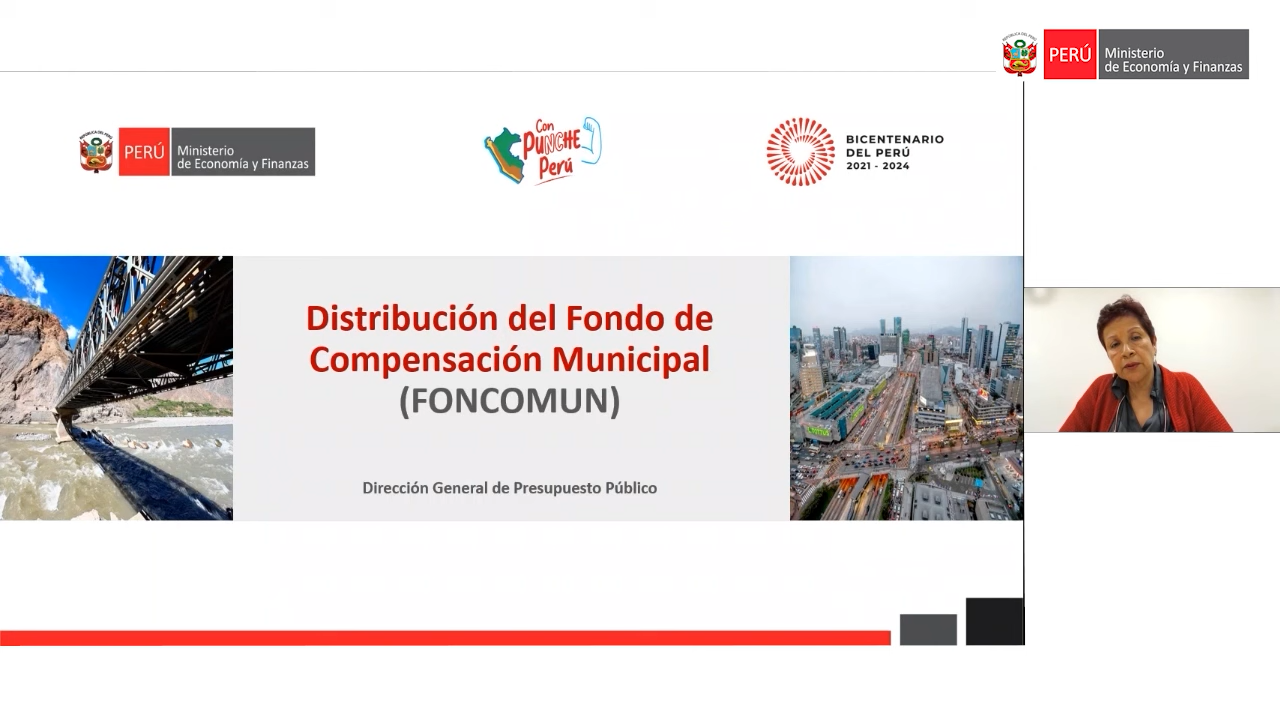 PERÚ
Ministerio
de Economía y Finanzas
PERÚ
Ministerio
de Economía y Finanzas
Con
PUNCHE
Perú
BICENTENARIO
DEL PERÚ
2021 - 2024
Distribución del Fondo de
Compensación Municipal
(FONCOMUN)
Dirección General de Presupuesto Público